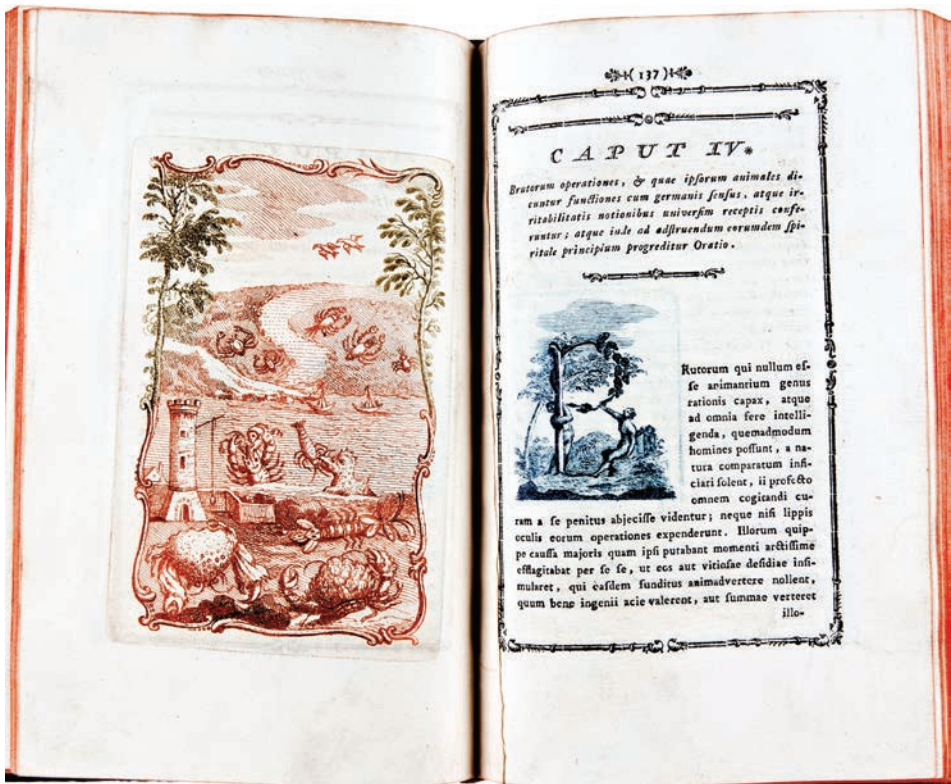 ( 137 )
CAPUT IV.
Brutorum operationes, & quae ipſorum animales di-
cuntur functiones cum germanis ſenſus, atque ir-
ritabilitatis notionibus univerſim receptis confe-
runtur; atque inde ad adſtruendum eorumdem ſpi-
ritale principium progreditur Oratio.
Rutorum qui nullum eſ-
ſe animantium genus
rationis capax, atque
ad omnia fere intelli-
genda, quemadmodum
homines poſſunt, a na-
tura comparatum infi-
ciari ſolent, ii profecto
omnem cogitandi cu-
ram a ſe penitus abjeciſſe videntur; neque niſi lippis
oculis eorum operationes expenderunt. Illorum quip-
pe cauſſa majoris quam ipſi putabant momenti arctiſſime
efflagitabat per ſe ſe, ut eos aut vitioſae deſidiae inſi-
mularet, qui eaſdem funditus animadvertere nollent,
quum bene ingenii acie valerent, aut ſummae verteret
illo-